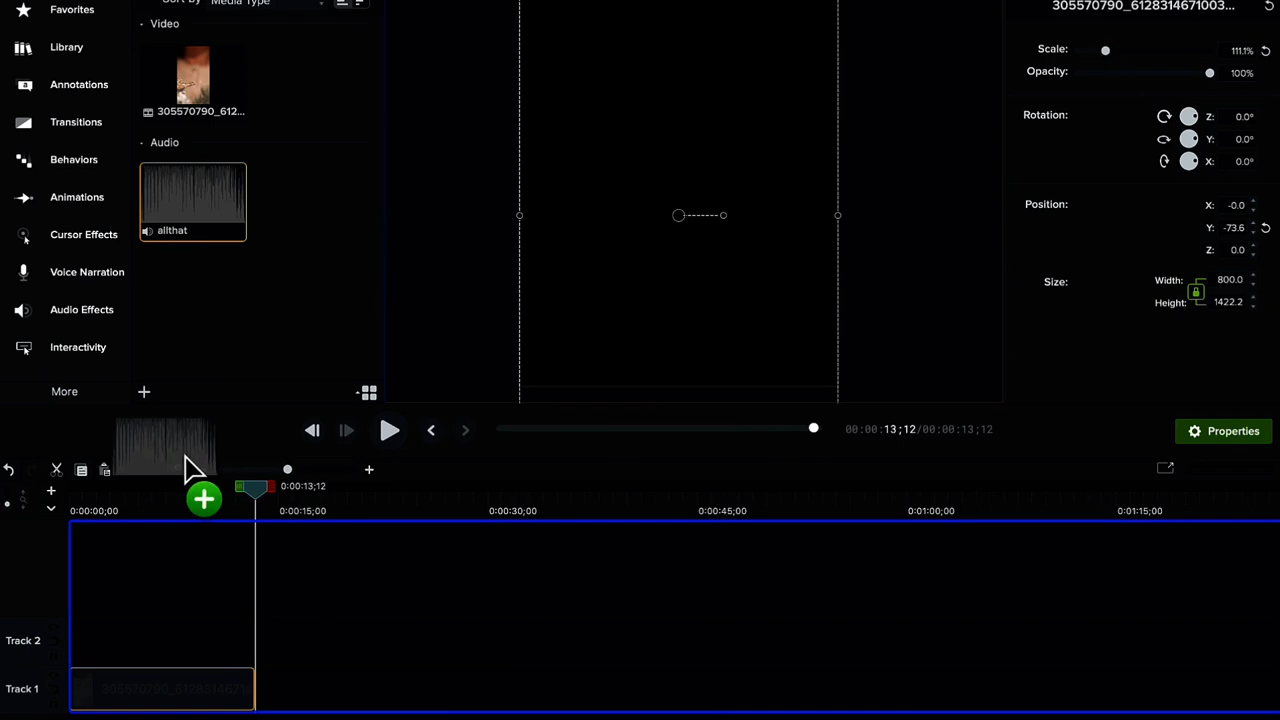 Favorites
Sort By Media Type
305570790_6128314671003...
Video
Library
Scale:
111.1%
Opacity:
100%
Annotations
305570790_612...
Rotation:
Z: 0.0°
Transitions
Y: 0.0°
Audio
Behaviors
X: 0.0°
Animations
Position:
X: -0.0
allthat
Y: -73.6
Cursor Effects
Z: 0.0
Voice Narration
Size:
Width: 800.0
Height: 1422.2
Audio Effects
Interactivity
More
00:00:13;12/00:00:13;12
Properties
0:00:13;12
0:00:00;00
0:00:15;00
0:00:30;00
0:00:45;00
0:01:00;00
0:01:15;00
Track 2
Track 1